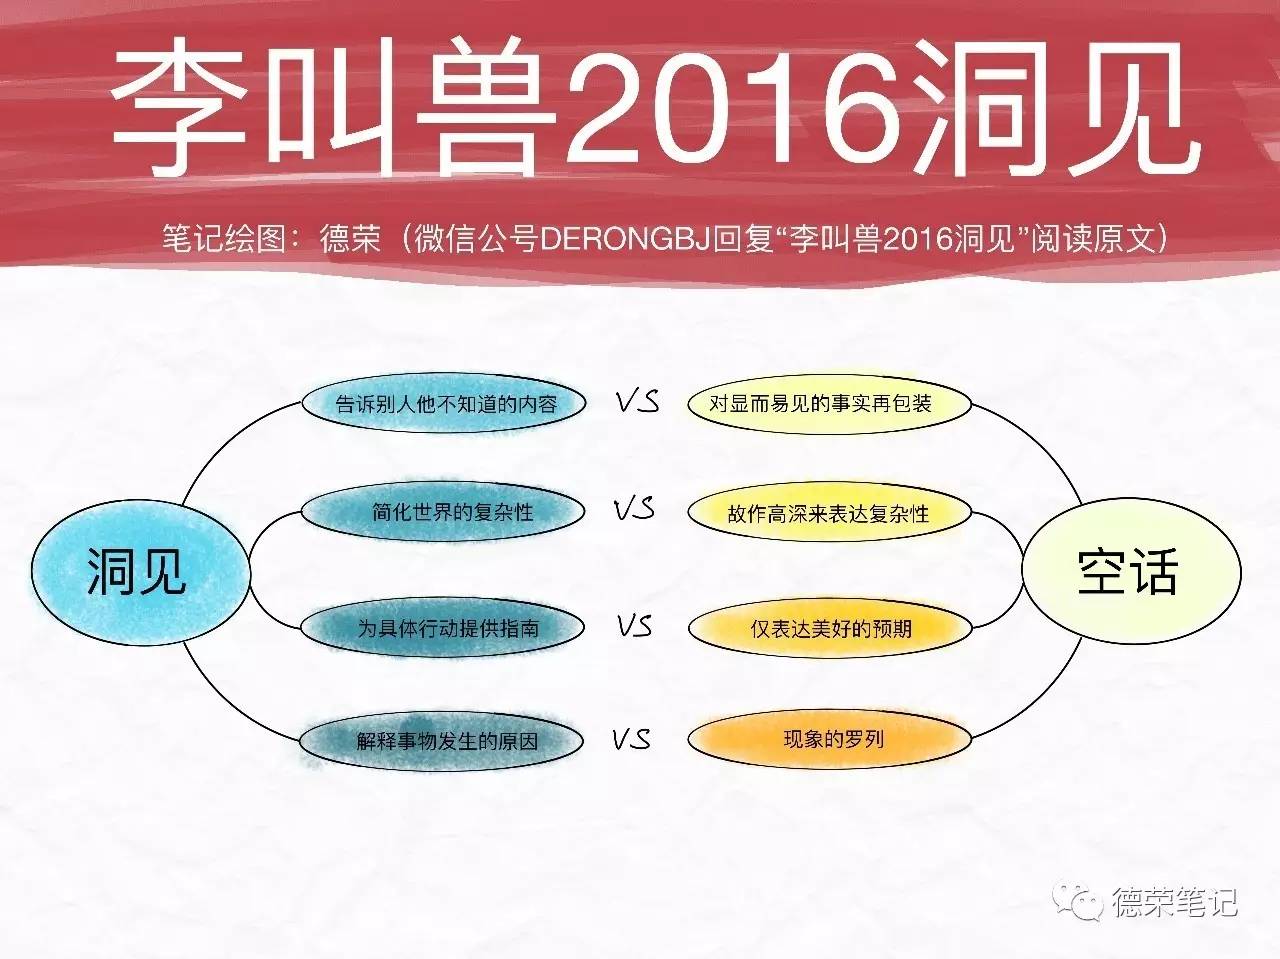 李叫兽2016洞见
笔记绘图：德荣（微信公号DERONGBJ回复“李叫兽2016洞见”阅读原文）
告诉别人他不知道的内容 VS 对显而易见的事实再包装
简化世界的复杂性 VS 故作高深来表达复杂性
洞见 空话
为具体行动提供指南 VS 仅表达美好的预期
解释事物发生的原因 VS 现象的罗列
德荣笔记